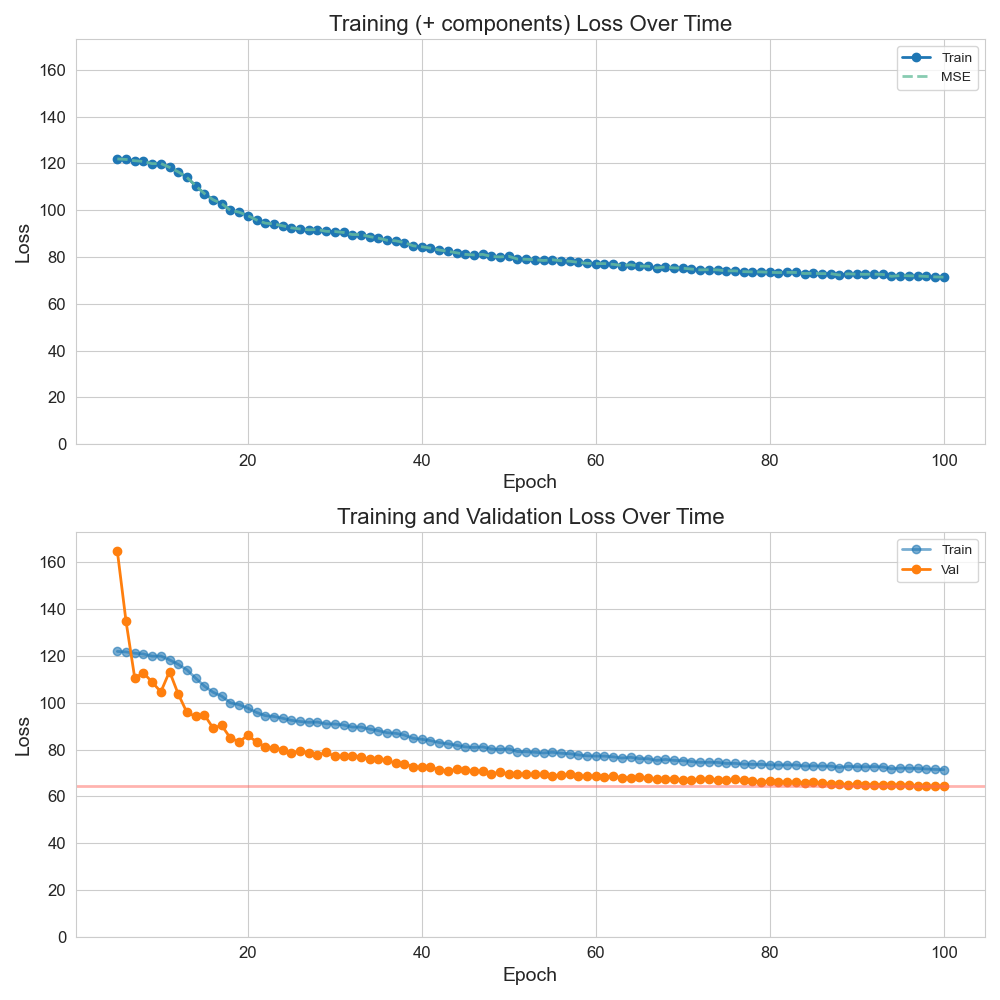 Training (+ components) Loss Over Time
160
140
120
100
80
60
40
20
0
Loss
Train
MSE
20 40 60 80 100
Epoch
Training and Validation Loss Over Time
160
140
120
100
80
60
40
20
0
Loss
Train
Val
20 40 60 80 100
Epoch